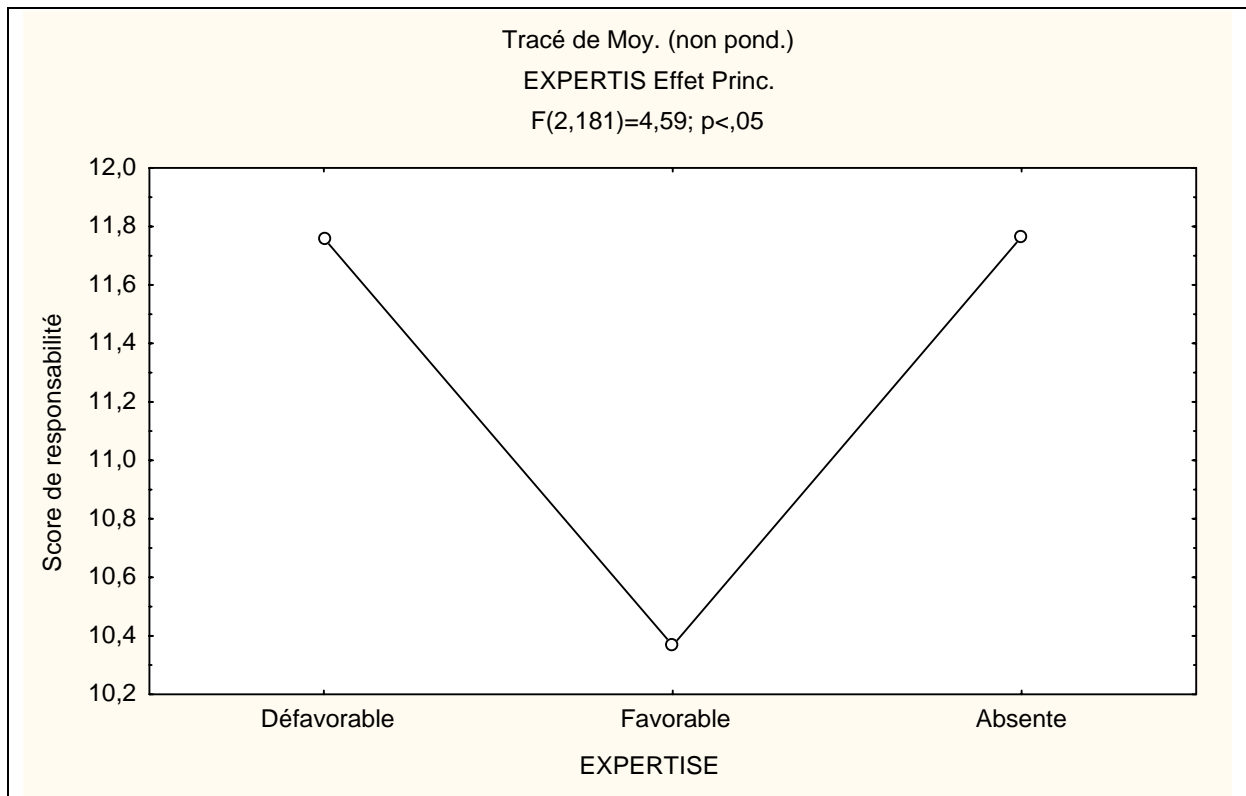 Tracé de Moy. (non pond.)
EXPERTIS Effet Princ.
F(2,181)=4,59; p<,05
Score de responsabilité
12,0
11,8
11,6
11,4
11,2
11,0
10,8
10,6
10,4
10,2
Défavorable Favorable Absente
EXPERTISE